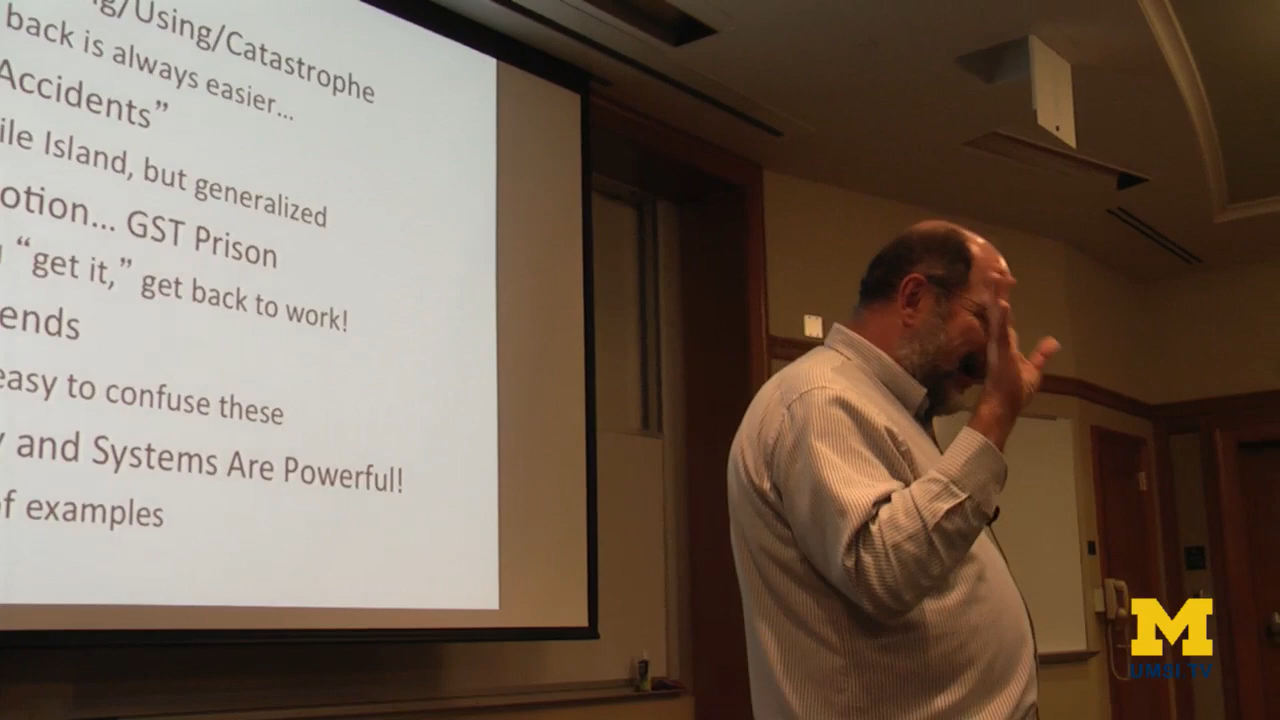 g/Using/Catastrophe
back is always easier...
Accidents”
ile Island, but generalized
otion... GST Prison
“get it,” get back to work!
ends
easy to confuse these
and Systems Are Powerful!
of examples
M
UMSI TV